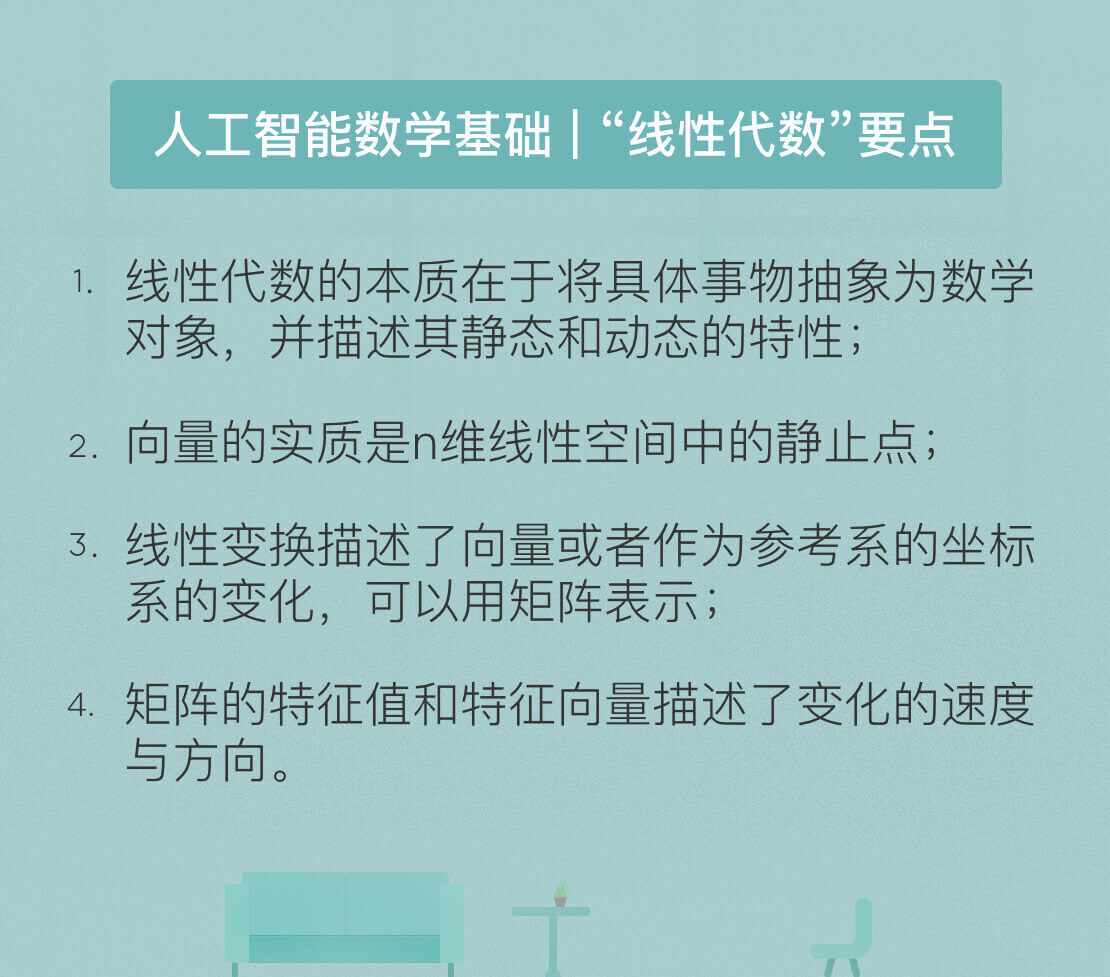 人工智能数学基础｜“线性代数”要点
1. 线性代数的本质在于将具体事物抽象为数学
对象，并描述其静态和动态的特性；
2. 向量的实质是n维线性空间中的静止点；
3. 线性变换描述了向量或者作为参考系的坐标
系的变化，可以用矩阵表示；
4. 矩阵的特征值和特征向量描述了变化的速度
与方向。